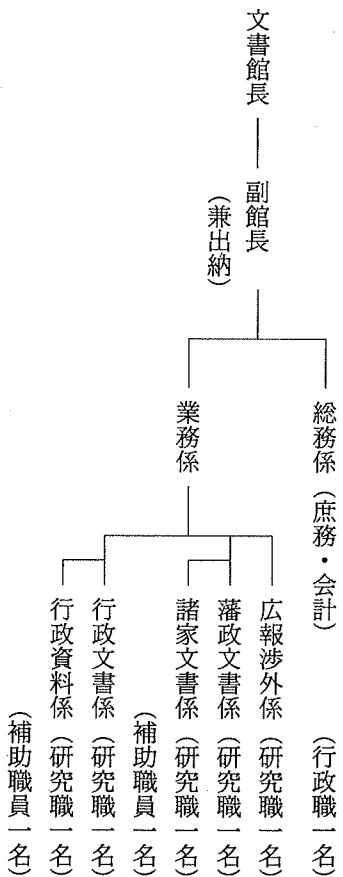 文書館長
副館長
（兼出納）
総務係（庶務・会計）
（行政職一名）
業務係
広報渉外係（研究職一名）
藩政文書係（研究職一名）
諸家文書係（研究職一名）
（補助職員一名）
行政文書係（研究職一名）
行政資料係（研究職一名）
（補助職員一名）